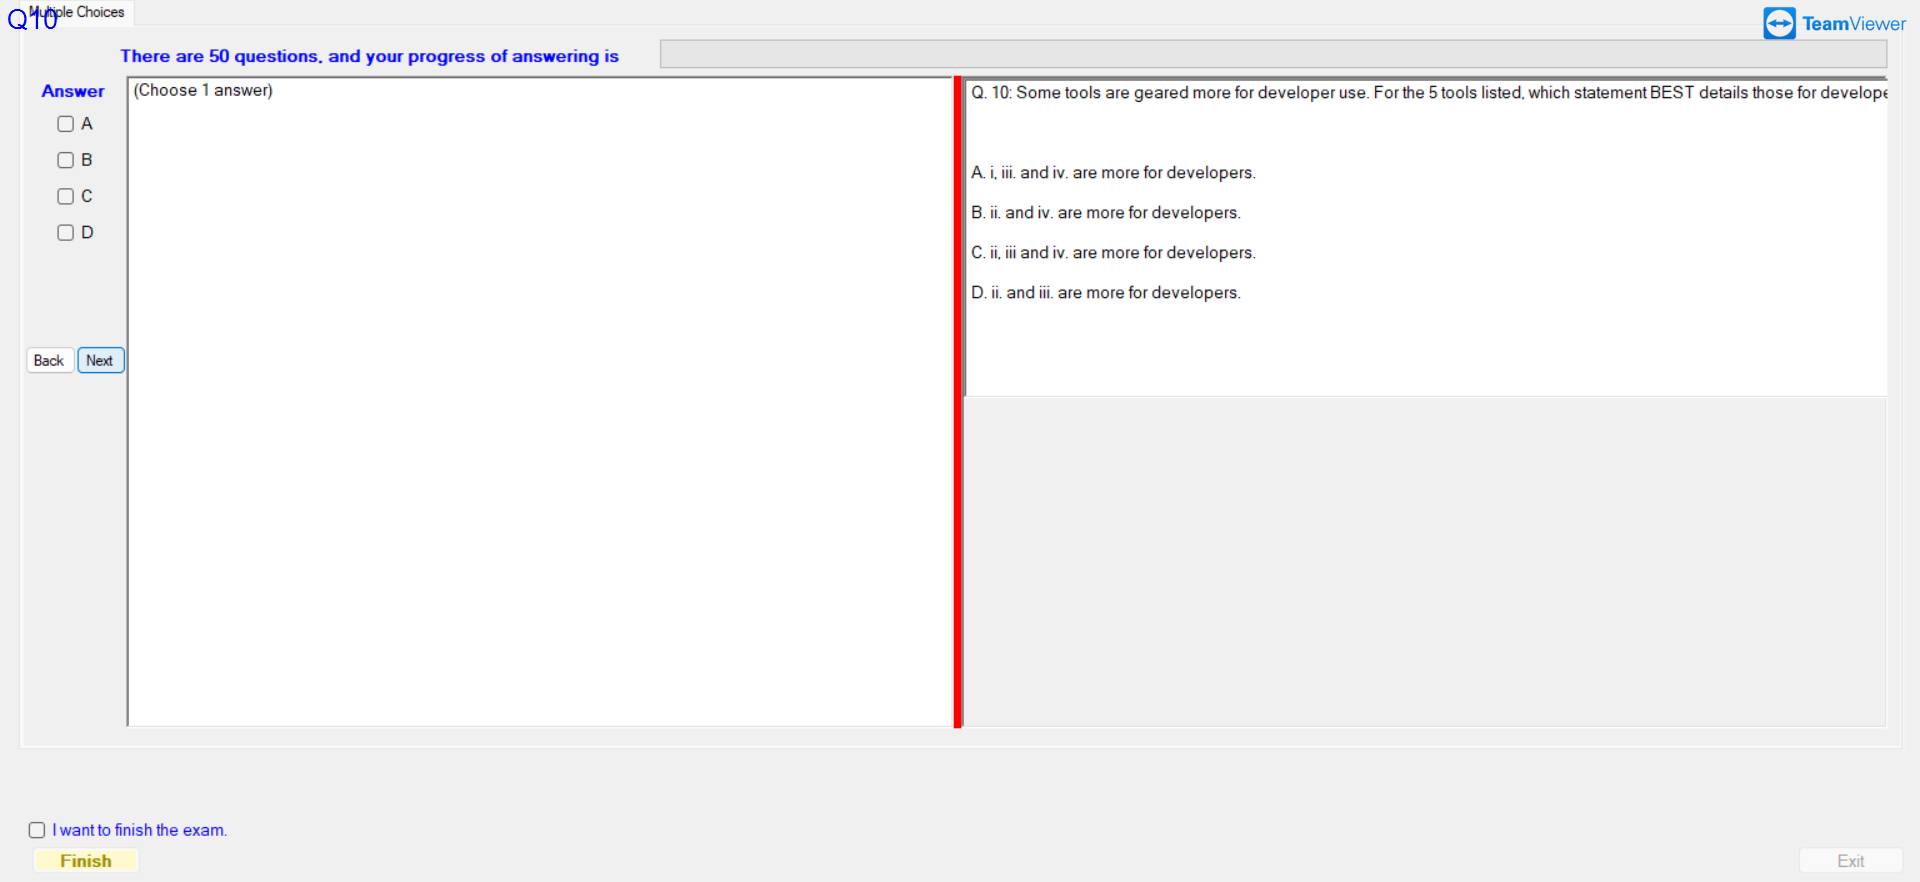 Multiple Choices
Q10
TeamViewer
There are 50 questions, and your progress of answering is
Answer
(Choose 1 answer)
A
B
C
D
Back Next
Q. 10: Some tools are geared more for developer use. For the 5 tools listed, which statement BEST details those for develope
A. i, iii. and iv. are more for developers.
B. ii. and iv. are more for developers.
C. ii, iii and iv. are more for developers.
D. ii. and iii. are more for developers.
I want to finish the exam.
Finish
Exit